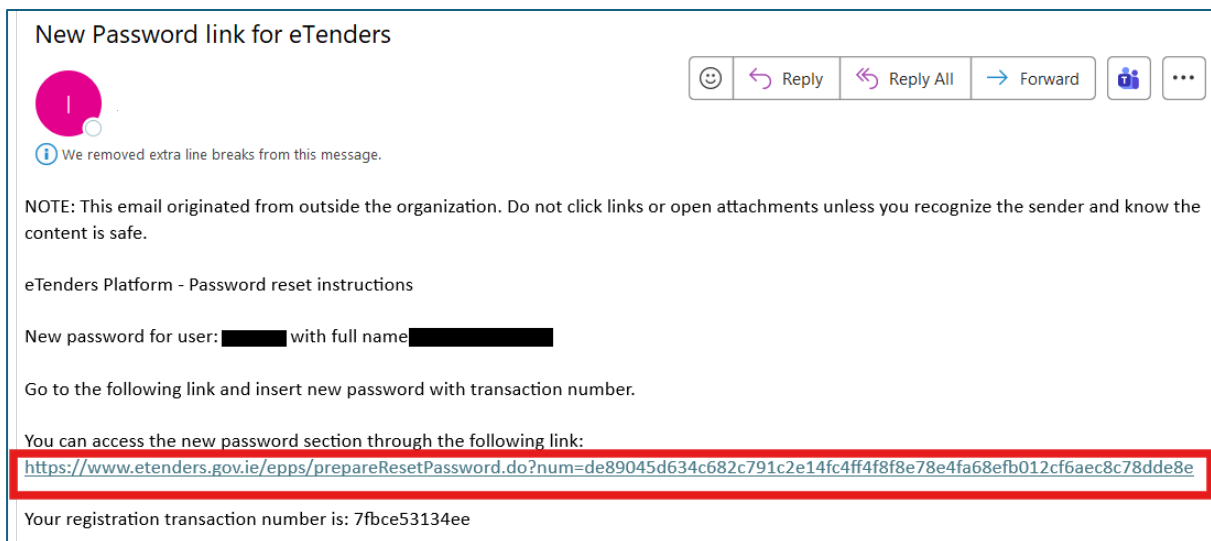 New Password link for eTenders
Reply
Reply All
Forward
I
We removed extra line breaks from this message.
NOTE: This email originated from outside the organization. Do not click links or open attachments unless you recognize the sender and know the
content is safe.
eTenders Platform - Password reset instructions
New password for user: with full name
Go to the following link and insert new password with transaction number.
You can access the new password section through the following link:
https://www.etenders.gov.ie/epps/prepareResetPassword.do?num=de89045d634c682c791c2e14fc4ff4f8f8e78e4fa68efb012cf6aec8c78dde8e
Your registration transaction number is: 7fbce53134ee